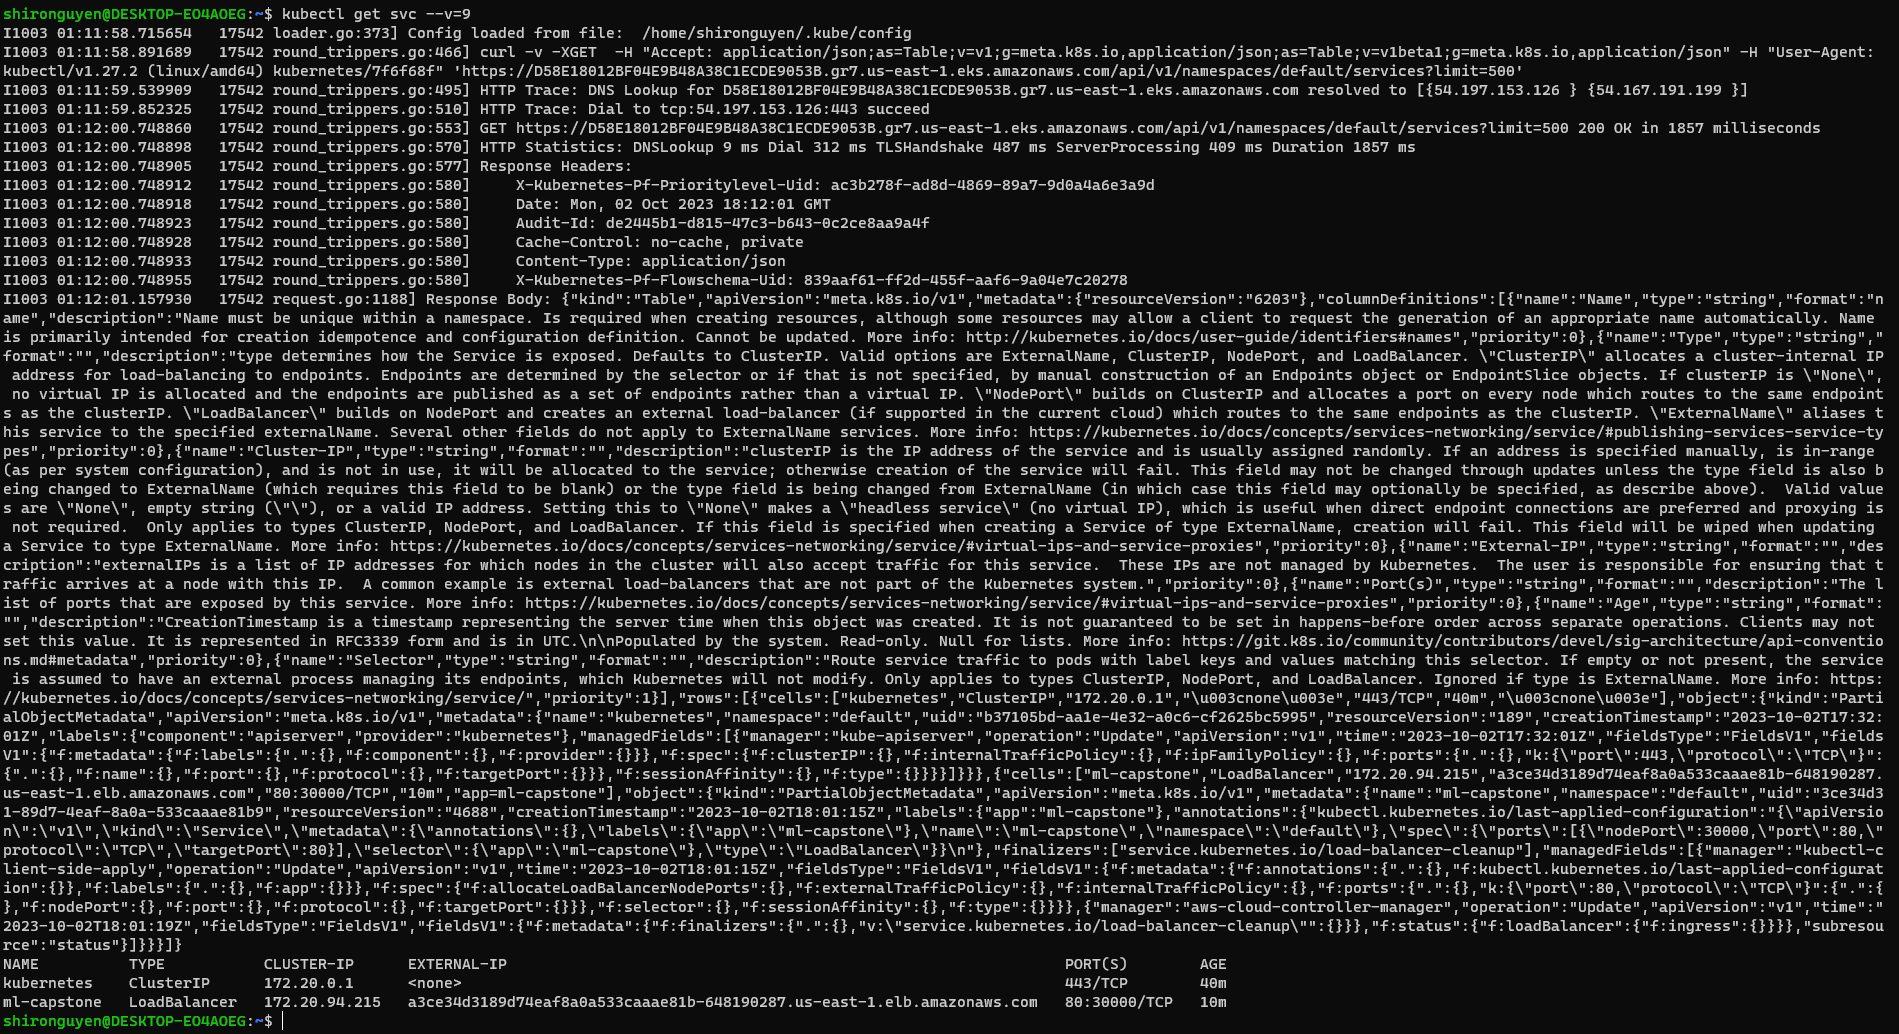 shironguyen@DESKTOP-EO4AOEG:~$ kubectl get svc --v=9
I1003 01:11:58.715654   17542 loader.go:373] Config loaded from file:  /home/shironguyen/.kube/config
I1003 01:11:58.891689   17542 round_trippers.go:466] curl -v -XGET  -H "Accept: application/json;as=Table;v=v1;g=meta.k8s.io,application/json;as=Table;v=v1beta1;g=meta.k8s.io,application/json" -H "User-Agent:
kubectl/v1.27.2 (linux/amd64) kubernetes/7f6f68f" 'https://D58E18012BF04E9B48A38C1ECDE9053B.gr7.us-east-1.eks.amazonaws.com/api/v1/namespaces/default/services?limit=500'
I1003 01:11:59.539909   17542 round_trippers.go:495] HTTP Trace: DNS Lookup for D58E18012BF04E9B48A38C1ECDE9053B.gr7.us-east-1.eks.amazonaws.com resolved to [{54.197.153.126 } {54.167.191.199 }]
I1003 01:11:59.852325   17542 round_trippers.go:510] HTTP Trace: Dial to tcp:54.197.153.126:443 succeed
I1003 01:12:00.748860   17542 round_trippers.go:553] GET https://D58E18012BF04E9B48A38C1ECDE9053B.gr7.us-east-1.eks.amazonaws.com/api/v1/namespaces/default/services?limit=500 200 OK in 1857 milliseconds
I1003 01:12:00.748898   17542 round_trippers.go:570] HTTP Statistics: DNSLookup 9 ms Dial 312 ms TLSHandshake 487 ms ServerProcessing 409 ms Duration 1857 ms
I1003 01:12:00.748905   17542 round_trippers.go:577] Response Headers:
I1003 01:12:00.748912   17542 round_trippers.go:580]     X-Kubernetes-Pf-Prioritylevel-Uid: ac3b278f-ad8d-4869-89a7-9d0a4a6e3a9d
I1003 01:12:00.748918   17542 round_trippers.go:580]     Date: Mon, 02 Oct 2023 18:12:01 GMT
I1003 01:12:00.748923   17542 round_trippers.go:580]     Audit-Id: de2445b1-d815-47c3-b643-0c2ce8aa9a4f
I1003 01:12:00.748928   17542 round_trippers.go:580]     Cache-Control: no-cache, private
I1003 01:12:00.748933   17542 round_trippers.go:580]     Content-Type: application/json
I1003 01:12:00.748955   17542 round_trippers.go:580]     X-Kubernetes-Pf-Flowschema-Uid: 839aaf61-ff2d-455f-aaf6-9a04e7c20278
I1003 01:12:01.157930   17542 request.go:1188] Response Body: {"kind":"Table","apiVersion":"meta.k8s.io/v1","metadata":{"resourceVersion":"6203"},"columnDefinitions":[{"name":"Name","type":"string","format":"n
ame","description":"Name must be unique within a namespace. Is required when creating resources, although some resources may allow a client to request the generation of an appropriate name automatically. Name
is primarily intended for creation idempotence and configuration definition. Cannot be updated. More info: http://kubernetes.io/docs/user-guide/identifiers#names","priority":0},{"name":"Type","type":"string","
format":"","description":"type determines how the Service is exposed. Defaults to ClusterIP. Valid options are ExternalName, ClusterIP, NodePort, and LoadBalancer. \"ClusterIP\" allocates a cluster-internal IP
 address for load-balancing to endpoints. Endpoints are determined by the selector or if that is not specified, by manual construction of an Endpoints object or EndpointSlice objects. If clusterIP is \"None\",
 no virtual IP is allocated and the endpoints are published as a set of endpoints rather than a virtual IP. \"NodePort\" builds on ClusterIP and allocates a port on every node which routes to the same endpoint
s as the clusterIP. \"LoadBalancer\" builds on NodePort and creates an external load-balancer (if supported in the current cloud) which routes to the same endpoints as the clusterIP. \"ExternalName\" aliases t
his service to the specified externalName. Several other fields do not apply to ExternalName services. More info: https://kubernetes.io/docs/concepts/services-networking/service/#publishing-services-service-ty
pes","priority":0},{"name":"Cluster-IP","type":"string","format":"","description":"clusterIP is the IP address of the service and is usually assigned randomly. If an address is specified manually, is in-range
(as per system configuration), and is not in use, it will be allocated to the service; otherwise creation of the service will fail. This field may not be changed through updates unless the type field is also b
eing changed to ExternalName (which requires this field to be blank) or the type field is being changed from ExternalName (in which case this field may optionally be specified, as describe above).  Valid value
s are \"None\", empty string (\"\"), or a valid IP address. Setting this to \"None\" makes a \"headless service\" (no virtual IP), which is useful when direct endpoint connections are preferred and proxying is
 not required.  Only applies to types ClusterIP, NodePort, and LoadBalancer. If this field is specified when creating a Service of type ExternalName, creation will fail. This field will be wiped when updating
a Service to type ExternalName. More info: https://kubernetes.io/docs/concepts/services-networking/service/#virtual-ips-and-service-proxies","priority":0},{"name":"External-IP","type":"string","format":"","des
cription":"externalIPs is a list of IP addresses for which nodes in the cluster will also accept traffic for this service.  These IPs are not managed by Kubernetes.  The user is responsible for ensuring that t
raffic arrives at a node with this IP.  A common example is external load-balancers that are not part of the Kubernetes system.","priority":0},{"name":"Port(s)","type":"string","format":"","description":"The l
ist of ports that are exposed by this service. More info: https://kubernetes.io/docs/concepts/services-networking/service/#virtual-ips-and-service-proxies","priority":0},{"name":"Age","type":"string","format":
"","description":"CreationTimestamp is a timestamp representing the server time when this object was created. It is not guaranteed to be set in happens-before order across separate operations. Clients may not
set this value. It is represented in RFC3339 form and is in UTC.\n\nPopulated by the system. Read-only. Null for lists. More info: https://git.k8s.io/community/contributors/devel/sig-architecture/api-conventio
ns.md#metadata","priority":0},{"name":"Selector","type":"string","format":"","description":"Route service traffic to pods with label keys and values matching this selector. If empty or not present, the service
 is assumed to have an external process managing its endpoints, which Kubernetes will not modify. Only applies to types ClusterIP, NodePort, and LoadBalancer. Ignored if type is ExternalName. More info: https:
//kubernetes.io/docs/concepts/services-networking/service/","priority":1}],"rows":[{"cells":["kubernetes","ClusterIP","172.20.0.1","\u003cnone\u003e","443/TCP","40m","\u003cnone\u003e"],"object":{"kind":"Parti
alObjectMetadata","apiVersion":"meta.k8s.io/v1","metadata":{"name":"kubernetes","namespace":"default","uid":"b37105bd-aa1e-4e32-a0c6-cf2625bc5995","resourceVersion":"189","creationTimestamp":"2023-10-02T17:32:
01Z","labels":{"component":"apiserver","provider":"kubernetes"},"managedFields":[{"manager":"kube-apiserver","operation":"Update","apiVersion":"v1","time":"2023-10-02T17:32:01Z","fieldsType":"FieldsV1","fields
V1":{"f:metadata":{"f:labels":{".":{},"f:component":{},"f:provider":{}}},"f:spec":{"f:clusterIP":{},"f:internalTrafficPolicy":{},"f:ipFamilyPolicy":{},"f:ports":{".":{},"k:{\"port\":443,\"protocol\":\"TCP\"}":
{".":{},"f:name":{},"f:port":{},"f:protocol":{},"f:targetPort":{}}},"f:sessionAffinity":{},"f:type":{}}}}]}}},{"cells":["ml-capstone","LoadBalancer","172.20.94.215","a3ce34d3189d74eaf8a0a533caaae81b-648190287.
us-east-1.elb.amazonaws.com","80:30000/TCP","10m","app=ml-capstone"],"object":{"kind":"PartialObjectMetadata","apiVersion":"meta.k8s.io/v1","metadata":{"name":"ml-capstone","namespace":"default","uid":"3ce34d3
1-89d7-4eaf-8a0a-533caaae81b9","resourceVersion":"4688","creationTimestamp":"2023-10-02T18:01:15Z","labels":{"app":"ml-capstone"},"annotations":{"kubectl.kubernetes.io/last-applied-configuration":"{\"apiVersio
n\":\"v1\",\"kind\":\"Service\",\"metadata\":{\"annotations\":{},\"labels\":{\"app\":\"ml-capstone\"},\"name\":\"ml-capstone\",\"namespace\":\"default\"},\"spec\":{\"ports\":[{\"nodePort\":30000,\"port\":80,\"
protocol\":\"TCP\",\"targetPort\":80}],\"selector\":{\"app\":\"ml-capstone\"},\"type\":\"LoadBalancer\"}}\n"},"finalizers":["service.kubernetes.io/load-balancer-cleanup"],"managedFields":[{"manager":"kubectl-c
lient-side-apply","operation":"Update","apiVersion":"v1","time":"2023-10-02T18:01:15Z","fieldsType":"FieldsV1","fieldsV1":{"f:metadata":{"f:annotations":{".":{},"f:kubectl.kubernetes.io/last-applied-configurat
ion":{}},"f:labels":{".":{},"f:app":{}}},"f:spec":{"f:allocateLoadBalancerNodePorts":{},"f:externalTrafficPolicy":{},"f:internalTrafficPolicy":{},"f:ports":{".":{},"k:{\"port\":80,\"protocol\":\"TCP\"}":{".":{
},"f:nodePort":{},"f:port":{},"f:protocol":{},"f:targetPort":{}}},"f:selector":{},"f:sessionAffinity":{},"f:type":{}}}},{"manager":"aws-cloud-controller-manager","operation":"Update","apiVersion":"v1","time":"
2023-10-02T18:01:19Z","fieldsType":"FieldsV1","fieldsV1":{"f:metadata":{"f:finalizers":{".":{},"v:\"service.kubernetes.io/load-balancer-cleanup\"":{}}},"f:status":{"f:loadBalancer":{"f:ingress":{}}}},"subresou
rce":"status"}]}}}]}
NAME          TYPE           CLUSTER-IP      EXTERNAL-IP                                                              PORT(S)        AGE
kubernetes    ClusterIP      172.20.0.1      <none>                                                                   443/TCP        40m
ml-capstone   LoadBalancer   172.20.94.215   a3ce34d3189d74eaf8a0a533caaae81b-648190287.us-east-1.elb.amazonaws.com   80:30000/TCP   10m
shironguyen@DESKTOP-EO4AOEG:~$